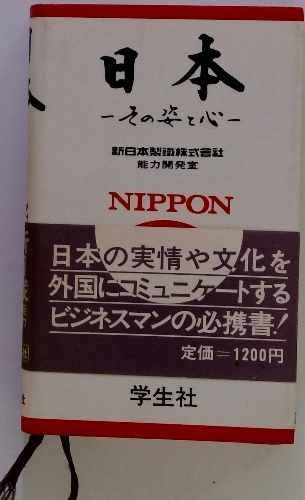 日本
―その姿と心―
新日本製鐵株式会社
能力開発室
NIPPON
日本の実情や文化を
外国にコミュニケートする
ビジネスマンの必携書!
定価=1200円
学生社